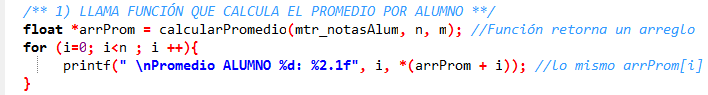 /** 1) LLAMA FUNCIÓN QUE CALCULA EL PROMEDIO POR ALUMNO **/
float *arrProm = calcularPromedio(mtr_notasAlum, n, m); //Función retorna un arreglo
for (i=0; i<n ; i ++){
printf(" \nPromedio ALUMNO %d: %2.1f", i, *(arrProm + i)); //lo mismo arrProm[i]
}